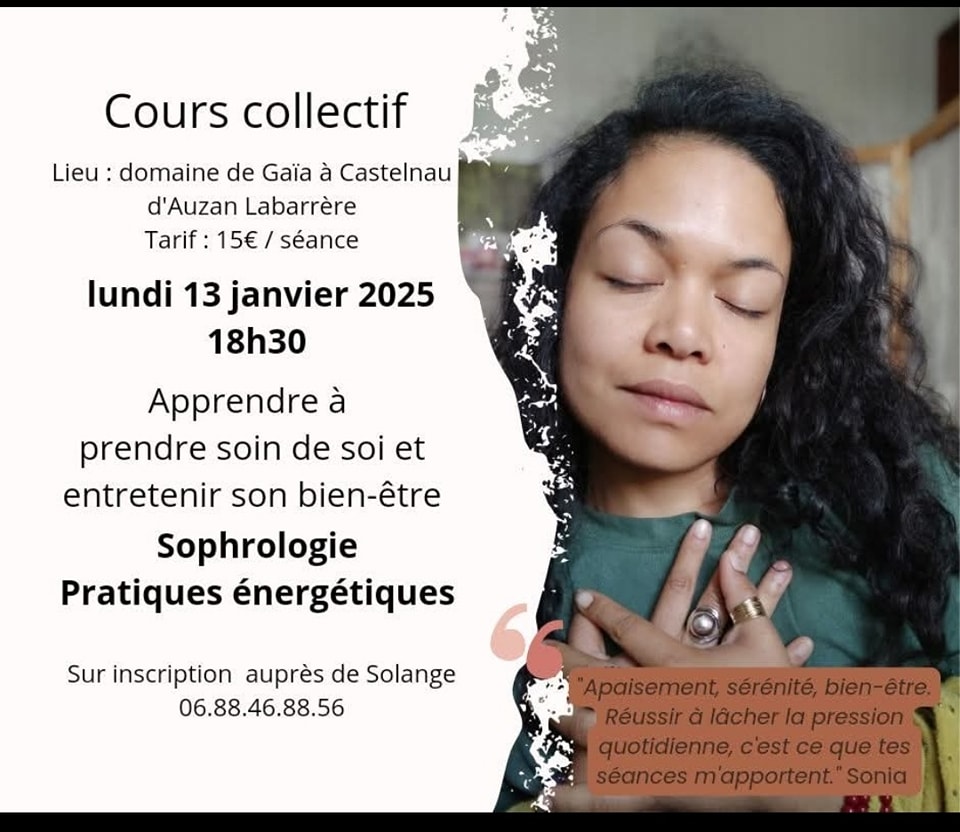 Cours collectif
Lieu : domaine de Gaïa à Castelnau
d'Auzan Labarrère
Tarif : 15€ / séance
lundi 13 janvier 2025
18h30
Apprendre à
prendre soin de soi et
entretenir son bien-être
Sophrologie
Pratiques énergétiques
Sur inscription  auprès de Solange
06.88.46.88.56
"Apaisement, sérénité, bien-être.
Réussir à lâcher la pression
quotidienne, c'est ce que tes
séances m'apportent." Sonia